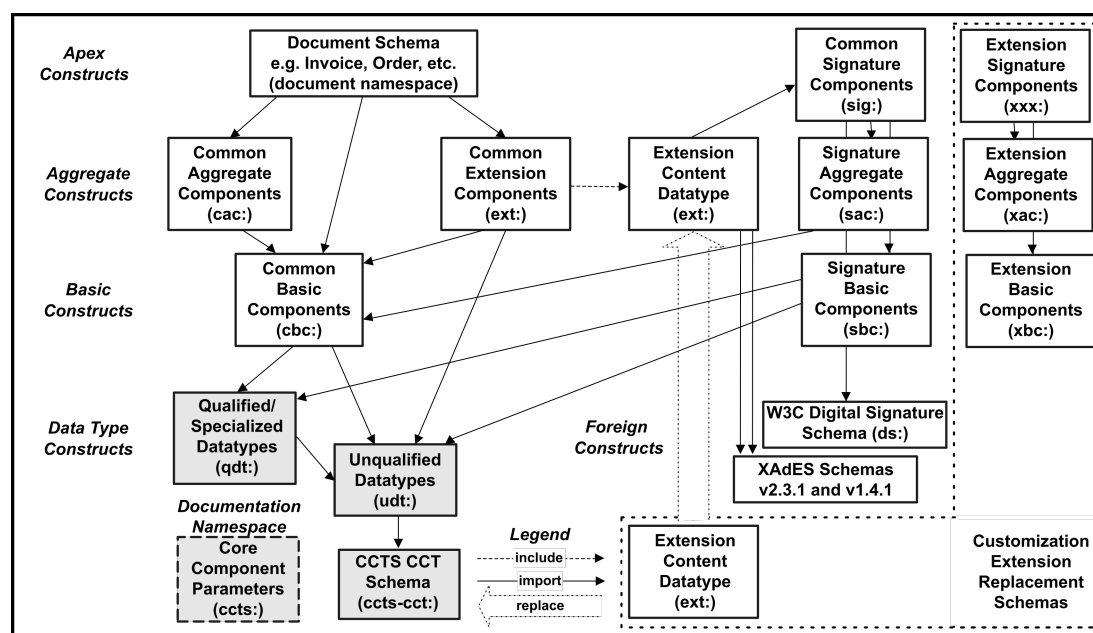 Apex
Constructs
Document Schema
e.g. Invoice, Order, etc.
(document namespace)
Common
Signature
Components
(sig:)
Extension
Signature
Components
(xxx:)
Aggregate
Constructs
Common
Aggregate
Components
(cac:)
Common
Extension
Components
(ext:)
Extension
Content
Datatype
(ext:)
Signature
Aggregate
Components
(sac:)
Extension
Aggregate
Components
(xac:)
Basic
Constructs
Common
Basic
Components
(cbc:)
Signature
Basic
Components
(sbc:)
Extension
Basic
Components
(xbc:)
Data Type
Constructs
Qualified/
Specialized
Datatypes
(qdt:)
Unqualified
Datatypes
(udt:)
Foreign
Constructs
W3C Digital Signature
Schema (ds:)
XAdES Schemas
v2.3.1 and v1.4.1
Documentation
Namespace
Core
Component
Parameters
(ccts:)
CCTS CCT
Schema
(ccts-cct:)
Legend
include
import
replace
Extension
Content
Datatype
(ext:)
Customization
Extension
Replacement
Schemas